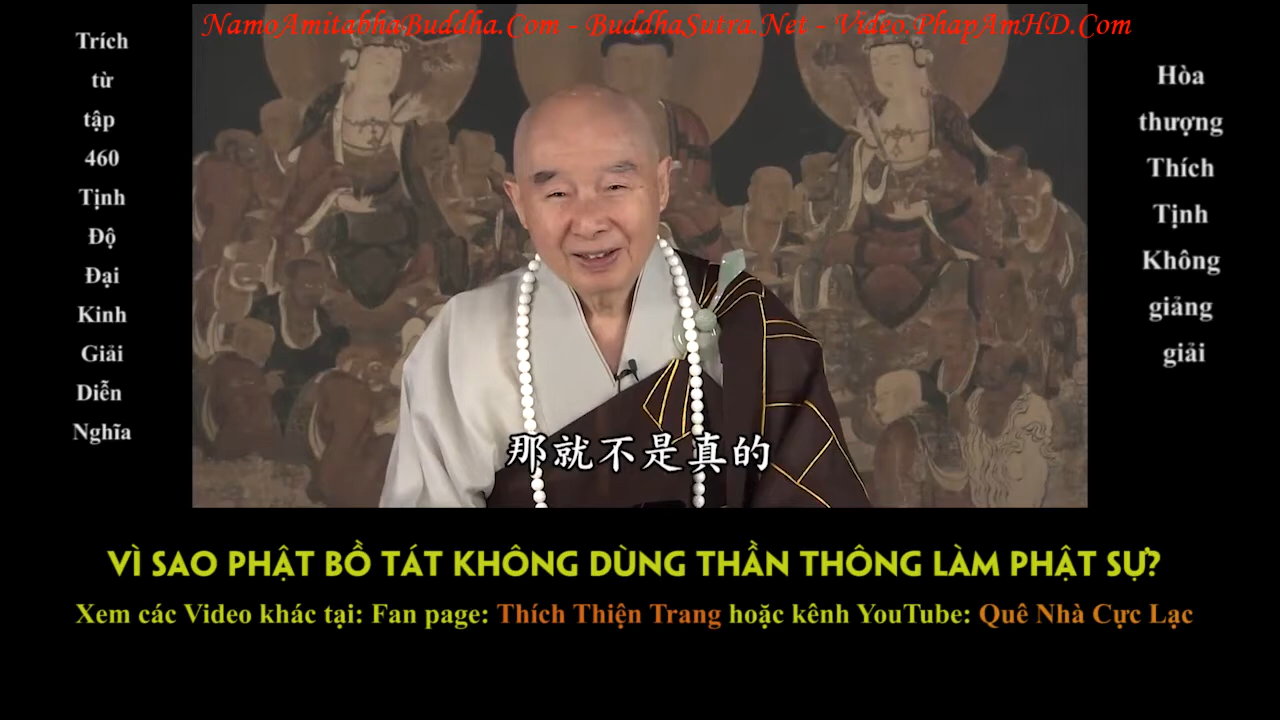 NamoAmitabhaBuddha.Com - BuddhaSutra.Net - Video.PhapAmHD.Com
Trích
từ
tập
460
Tịnh
Độ
Đại
Kinh
Giải
Diễn
Nghĩa
Hòa
thượng
Thích
Tịnh
Không
giảng
giải
那就不是真的
VÌ SAO PHẬT BỒ TÁT KHÔNG DÙNG THẦN THÔNG LÀM PHẬT SỰ?
Xem các Video khác tại: Fan page: Thích Thiện Trang hoặc kênh YouTube: Quê Nhà Cực Lạc